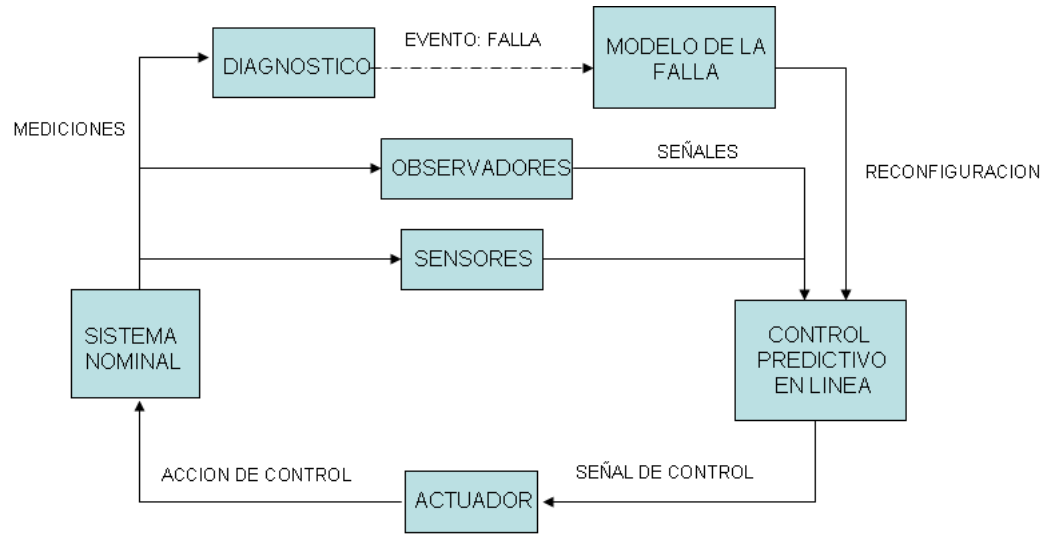 EVENTO: FALLA
DIAGNOSTICO
MODELO DE LA
FALLA
MEDICIONES
OBSERVADORES
SEÑALES
RECONFIGURACION
SENSORES
SISTEMA
NOMINAL
CONTROL
PREDICTIVO
EN LINEA
ACCION DE CONTROL
SEÑAL DE CONTROL
ACTUADOR